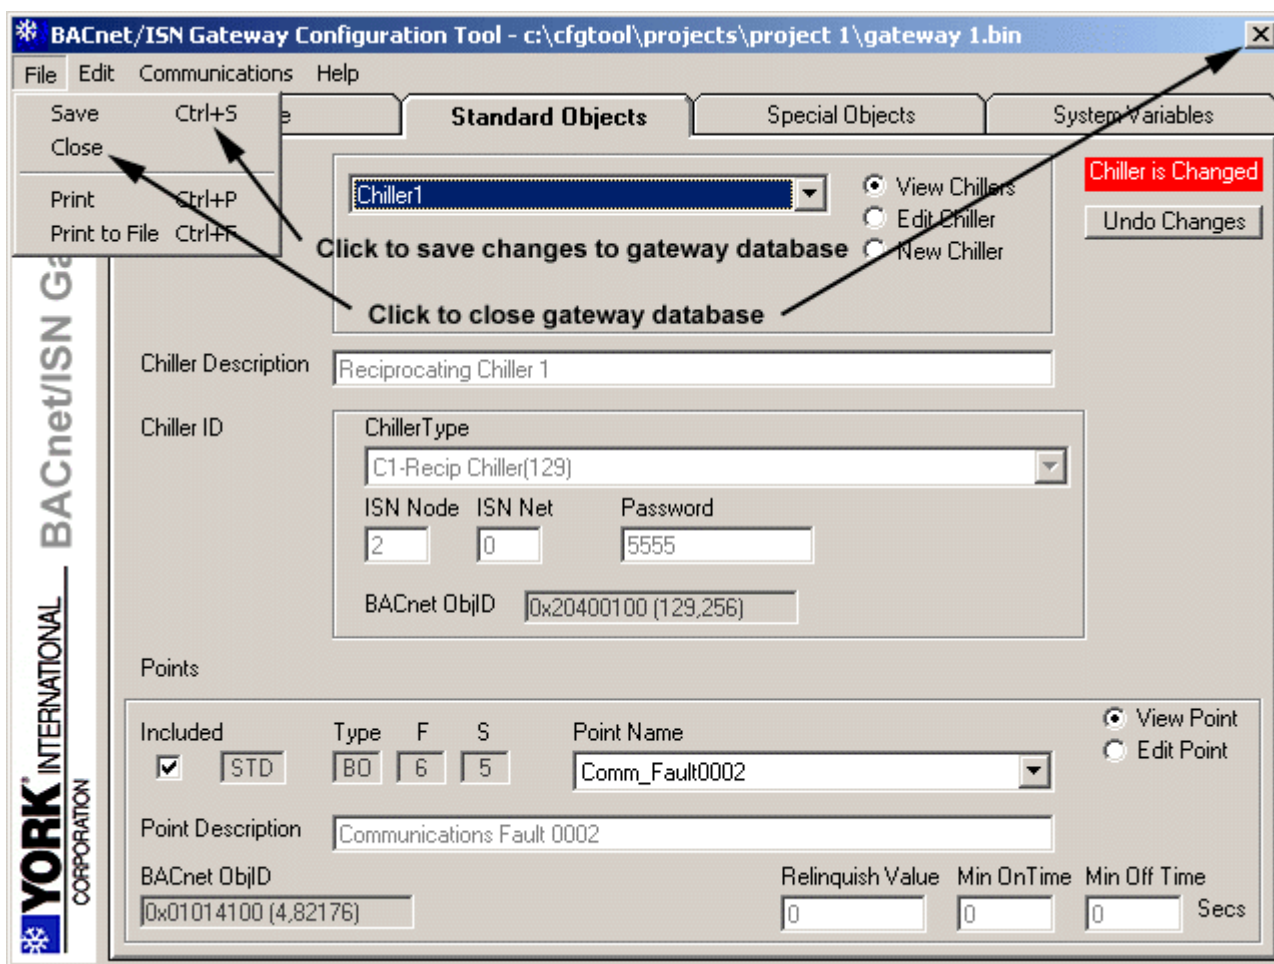 BACnet/ISN Gateway Configuration Tool - c:\cfgtool\projects\project 1\gateway 1.bin
File Edit Communications Help
Save Ctrl+S
Close
Print Ctrl+P
Print to File Ctrl+F
Standard Objects
Special Objects
System Variables
Chiller1
View Chillers
Edit Chiller
New Chiller
Chiller is Changed
Undo Changes
Click to save changes to gateway database
Click to close gateway database
Chiller Description
Reciprocating Chiller 1
Chiller ID
ChillerType
C1-Recip Chiller(129)
ISN Node ISN Net Password
2 0 5555
BACnet ObjID 0x20400100 (129,256)
Points
Included Type F S Point Name
STD BO 6 5 Comm_Fault0002
View Point
Edit Point
Point Description Communications Fault 0002
BACnet ObjID Relinquish Value Min OnTime Min Off Time
0x01014100 (4,82176) 0 0 0 Secs
BACnet/ISN Ga
YORK INTERNATIONAL
CORPORATION